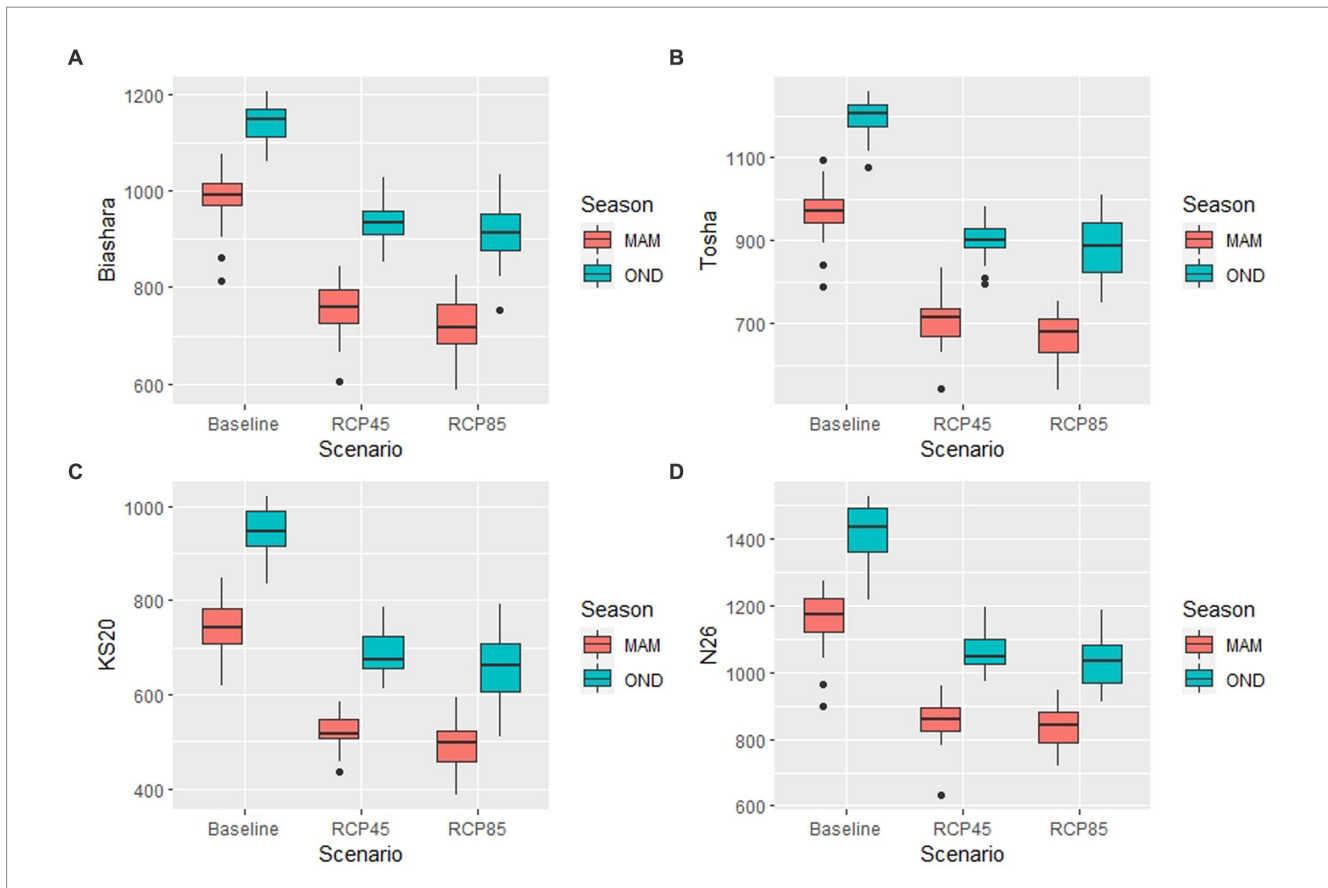 A
Biashara
1200
1000
800
600
Baseline RCP45 RCP85
Scenario
Season
MAM
OND
B
Tosha
1100
900
700
Baseline RCP45 RCP85
Scenario
Season
MAM
OND
C
KS20
1000
800
600
400
Baseline RCP45 RCP85
Scenario
Season
MAM
OND
D
N26
1400
1200
1000
800
600
Baseline RCP45 RCP85
Scenario
Season
MAM
OND